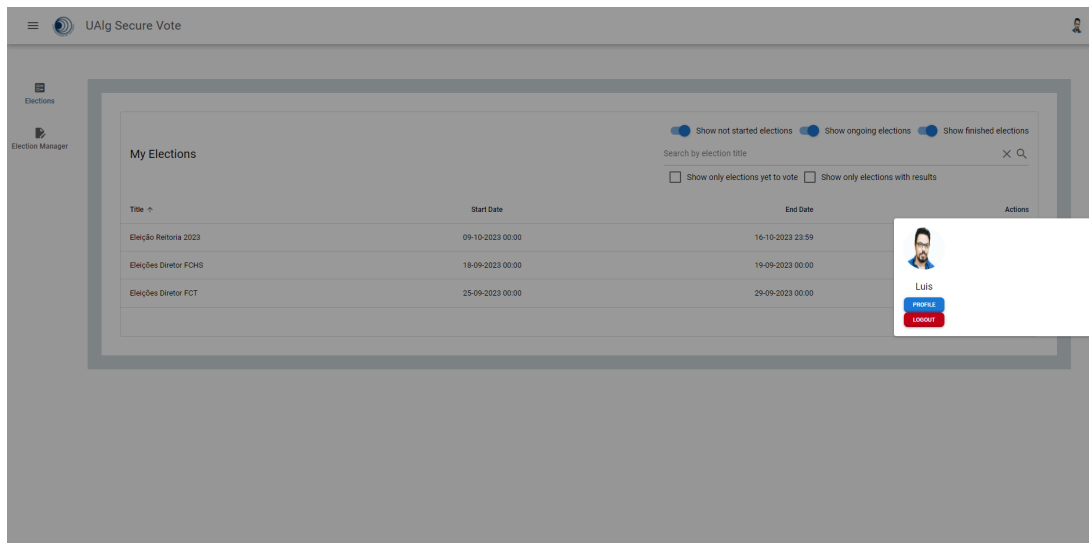 UAlg Secure Vote
Elections
Election Manager
Show not started elections Show ongoing elections Show finished elections
My Elections
Search by election title
Show only elections yet to vote Show only elections with results
Title Start Date End Date Actions
Eleição Reitoria 2023 09-10-2023 00:00 16-10-2023 23:59
Eleições Diretor FCHS 18-09-2023 00:00 19-09-2023 00:00
Eleições Diretor FCT 25-09-2023 00:00 29-09-2023 00:00
Luis
PROFILE
LOGOUT